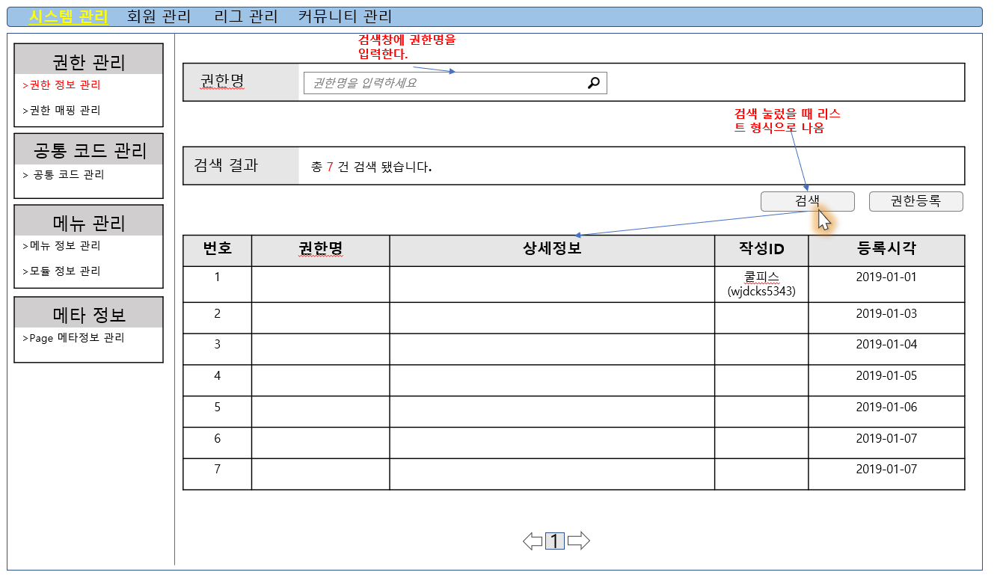 시스템 관리 회원 관리 리그 관리 커뮤니티 관리
권한 관리
>권한 정보 관리
>권한 매핑 관리
공통 코드 관리
> 공통 코드 관리
메뉴 관리
>메뉴 정보 관리
>모듈 정보 관리
메타 정보
>Page 메타정보 관리
검색창에 권한명을
입력한다.
권한명 권한명을 입력하세요
검색 눌렀을 때 리스
트 형식으로 나옴
검색 결과 총 7 건 검색 됐습니다.
검색 권한등록
번호 권한명 상세정보 작성ID 등록시각
1 쿨피스 2019-01-01
(wjdcks5343)
2 2019-01-03
3 2019-01-04
4 2019-01-05
5 2019-01-06
6 2019-01-07
7 2019-01-07
1